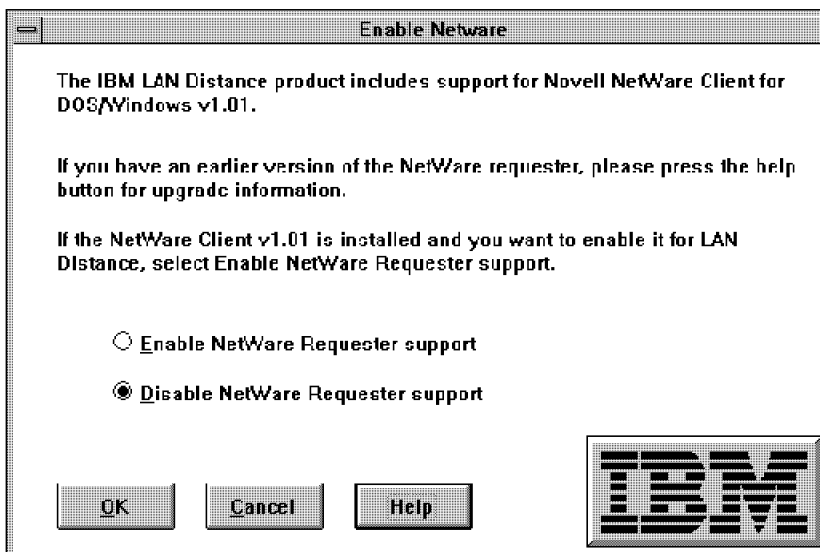 Enable Netware
The IBM LAN Distance product includes support for Novell NetWare Client for
DOS/Windows v1.01.
If you have an earlier version of the NetWare requester, please press the help
button for upgrade information.
If the NetWare Client v1.01 is installed and you want to enable it for LAN
Distance, select Enable NetWare Requester support.
Enable NetWare Requester support
Disable NetWare Requester support
OK
Cancel
Help
IBM